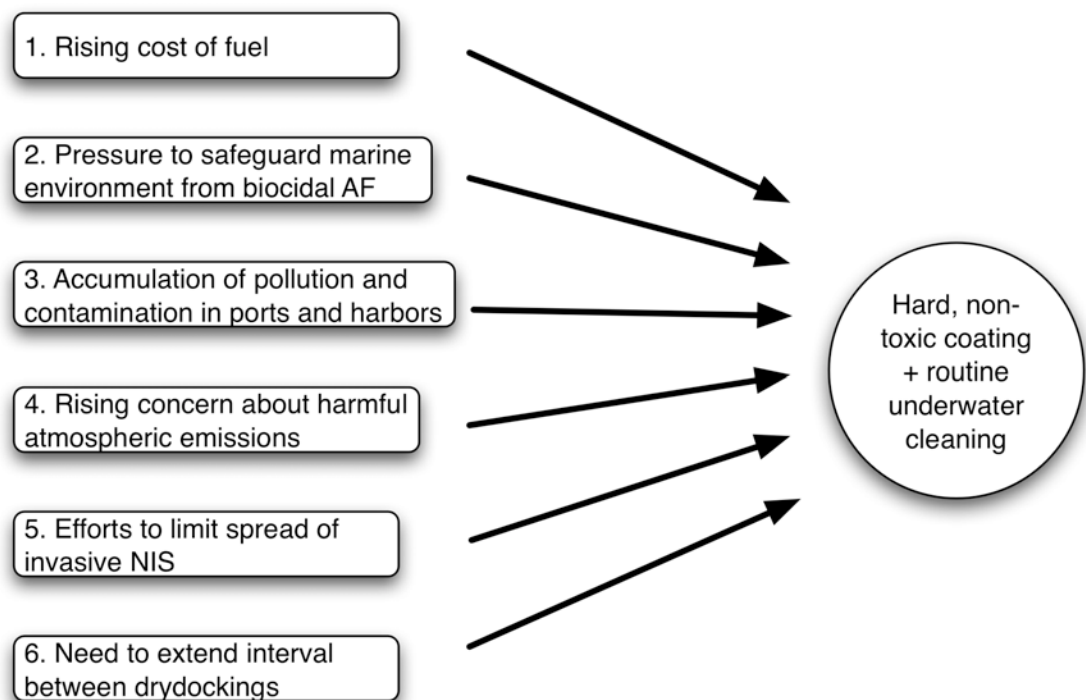 1. Rising cost of fuel
2. Pressure to safeguard marine
environment from biocidal AF
3. Accumulation of pollution and
contamination in ports and harbors
4. Rising concern about harmful
atmospheric emissions
5. Efforts to limit spread of
invasive NIS
6. Need to extend interval
between drydockings
Hard, non-
toxic coating
+ routine
underwater
cleaning